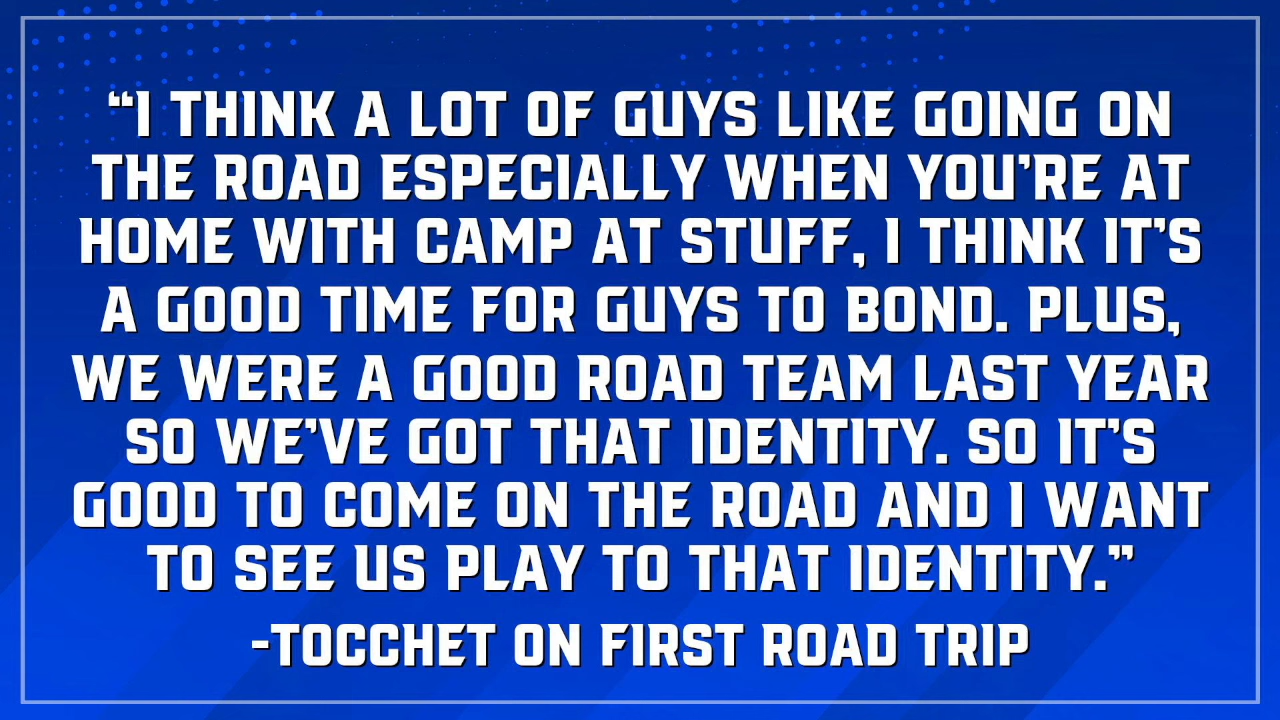 “I THINK A LOT OF GUYS LIKE GOING ON
THE ROAD ESPECIALLY WHEN YOU’RE AT
HOME WITH CAMP AT STUFF, I THINK IT’S
A GOOD TIME FOR GUYS TO BOND. PLUS,
WE WERE A GOOD ROAD TEAM LAST YEAR
SO WE’VE GOT THAT IDENTITY. SO IT’S
GOOD TO COME ON THE ROAD AND I WANT
TO SEE US PLAY TO THAT IDENTITY.”
-TOCCHET ON FIRST ROAD TRIP